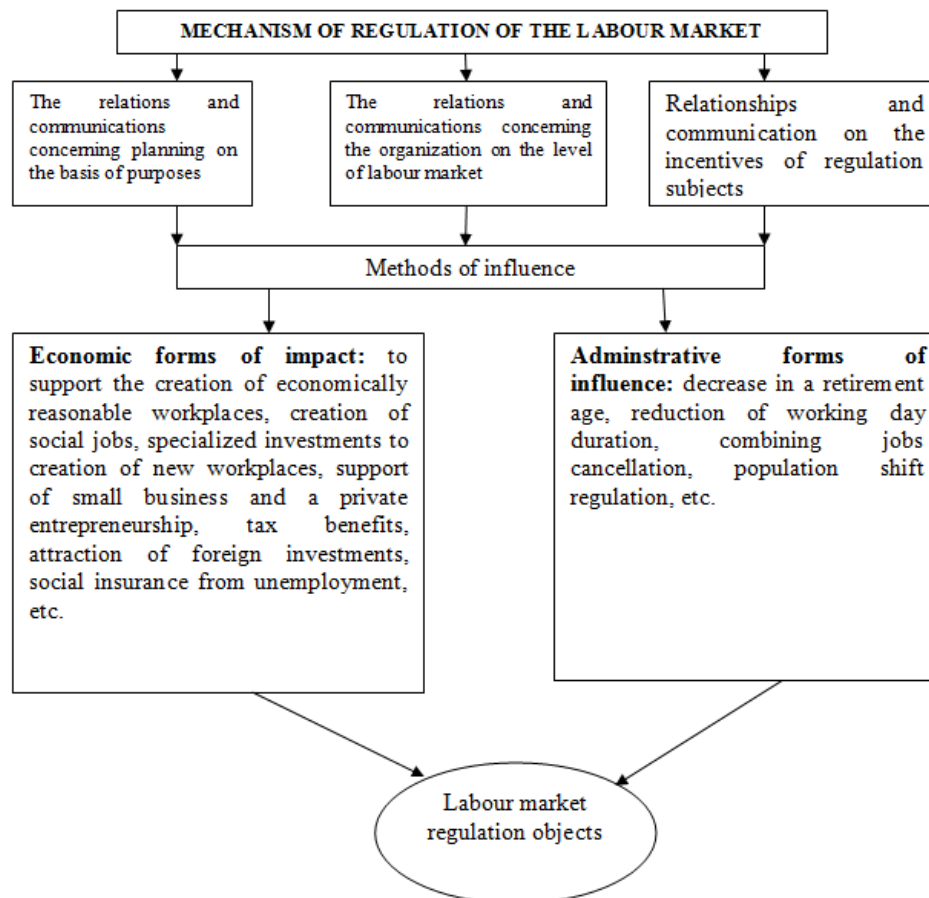 MECHANISM OF REGULATION OF THE LABOUR MARKET
The relations and
communications
concerning planning on
the basis of purposes
The relations and
communications concerning
the organization on the level
of labour market
Relationships and
communication on the
incentives of regulation
subjects
Methods of influence
Economic forms of impact: to
support the creation of economically
reasonable workplaces, creation of
social jobs, specialized investments to
creation of new workplaces, support
of small business and a private
entrepreneurship, tax benefits,
attraction of foreign investments,
social insurance from unemployment,
etc.
Adminstrative forms of
influence: decrease in a retirement
age, reduction of working day
duration, combining jobs
cancellation, population shift
regulation, etc.
Labour market
regulation objects